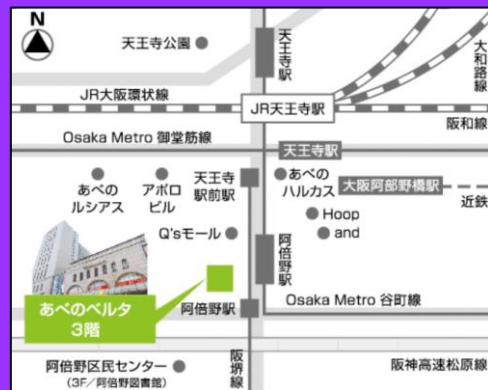 N
天王寺公園
天王寺駅
大和路線
JR大阪環状線
JR天王寺駅
阪和線
Osaka Metro 御堂筋線
天王寺駅
あべの
ルシアス
アポロ
ビル
天王寺
駅前駅
あべの
ハルカス
大阪阿部野橋駅
近鉄
Hoop
and
Q'sモール
阿倍野駅
あべのベルタ
3階
阿倍野駅
Osaka Metro 谷町線
阪堺線
阿倍野区民センター
(3F/阿倍野図書館)
阪神高速松原線